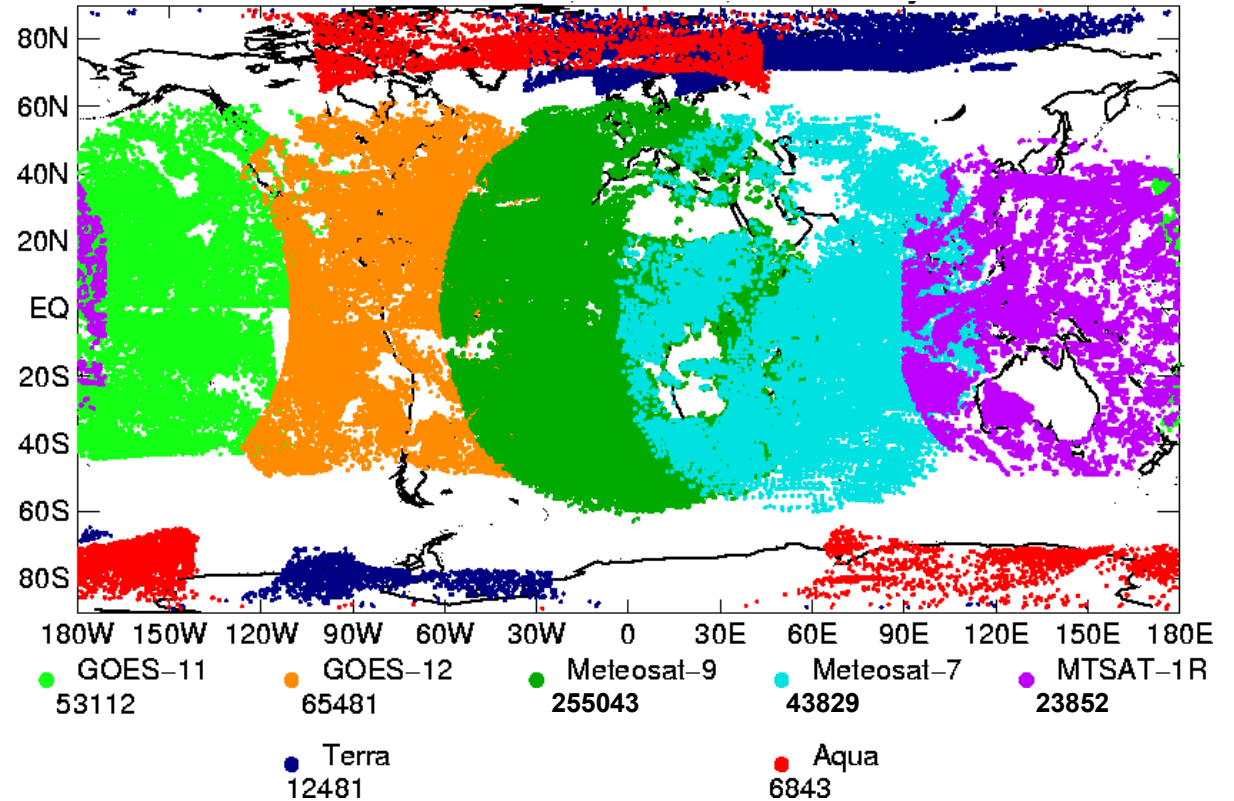 80N
60N
40N
20N
EQ
20S
40S
60S
80S
180W 150W 120W 90W 60W 30W 0 30E 60E 90E 120E 150E 180E
GOES−11 GOES−12 Meteosat−9 Meteosat−7 MTSAT−1R
53112 65481 255043 43829 23852
Terra Aqua
12481 6843